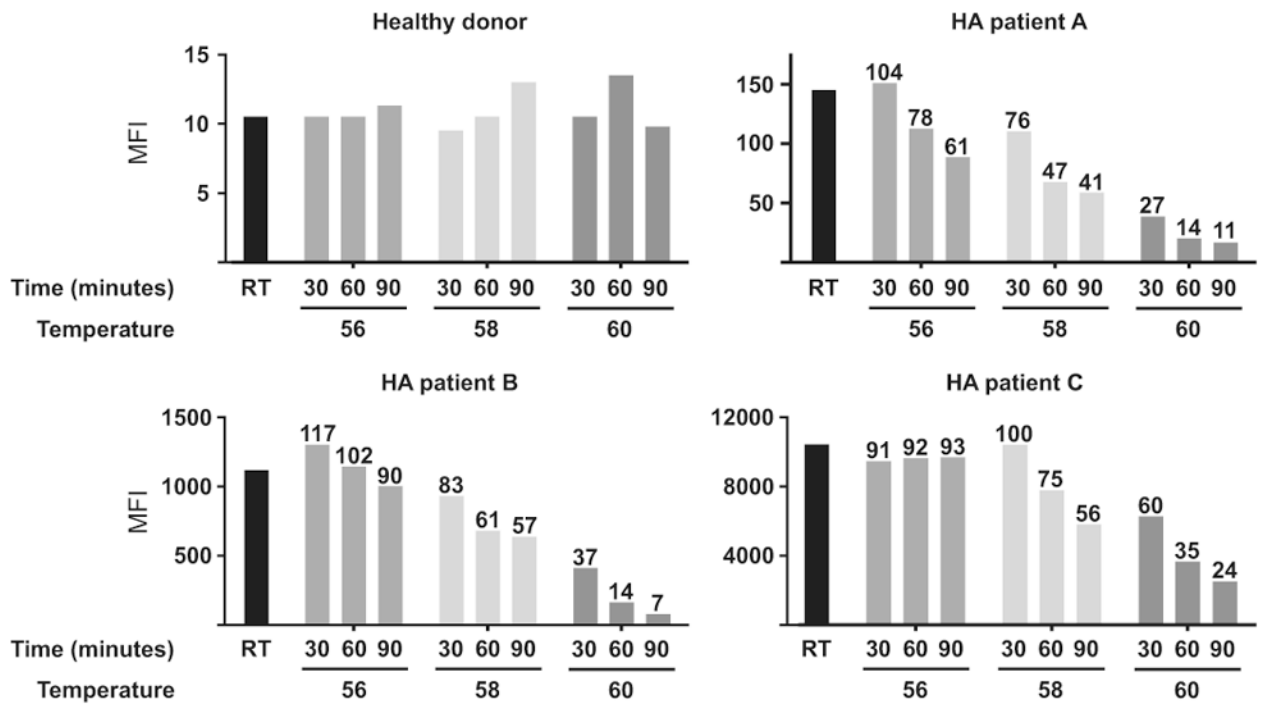 Healthy donor
MFI
15
10
5
Time (minutes) RT 30 60 90 30 60 90 30 60 90
Temperature 56 58 60
HA patient A
150
100
50
104 78 61 76 47 41 27 14 11
RT 30 60 90 30 60 90 30 60 90
56 58 60
HA patient B
MFI
1500
1000
500
117 102 90 83 61 57 37 14 7
Time (minutes) RT 30 60 90 30 60 90 30 60 90
Temperature 56 58 60
HA patient C
12000
8000
4000
91 92 93 100 75 56 60 35 24
RT 30 60 90 30 60 90 30 60 90
56 58 60